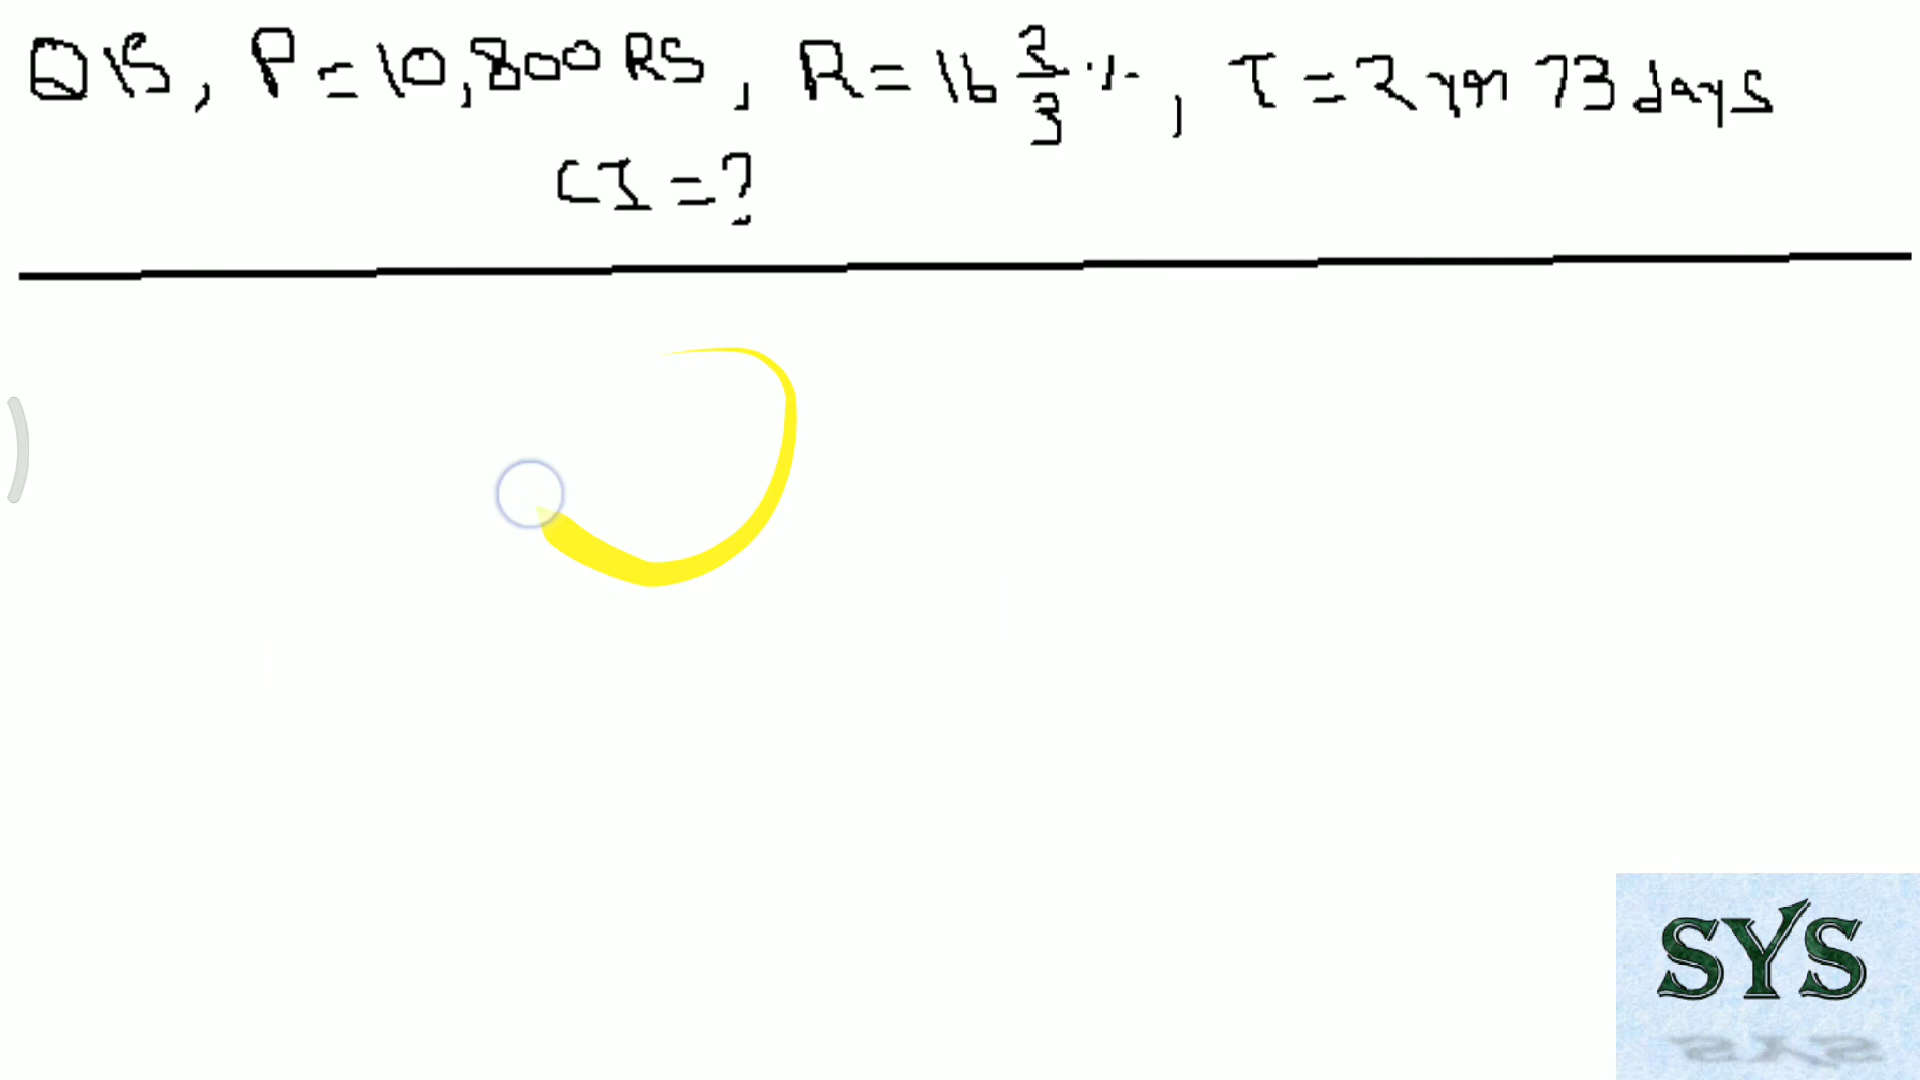 Q15, P=10,800 RS, R=16 2/3 %, T=2 yr 73 days
CI=?
SYS